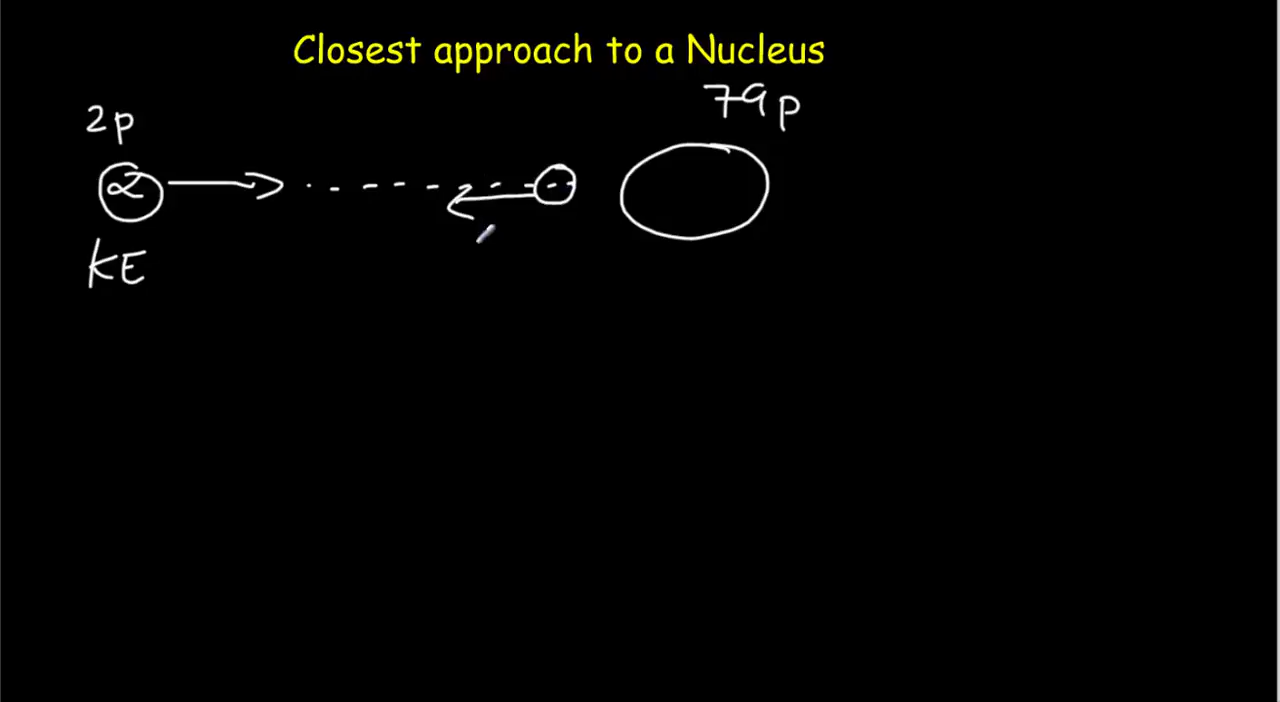 Closest approach to a Nucleus
79p
2p
α
KE